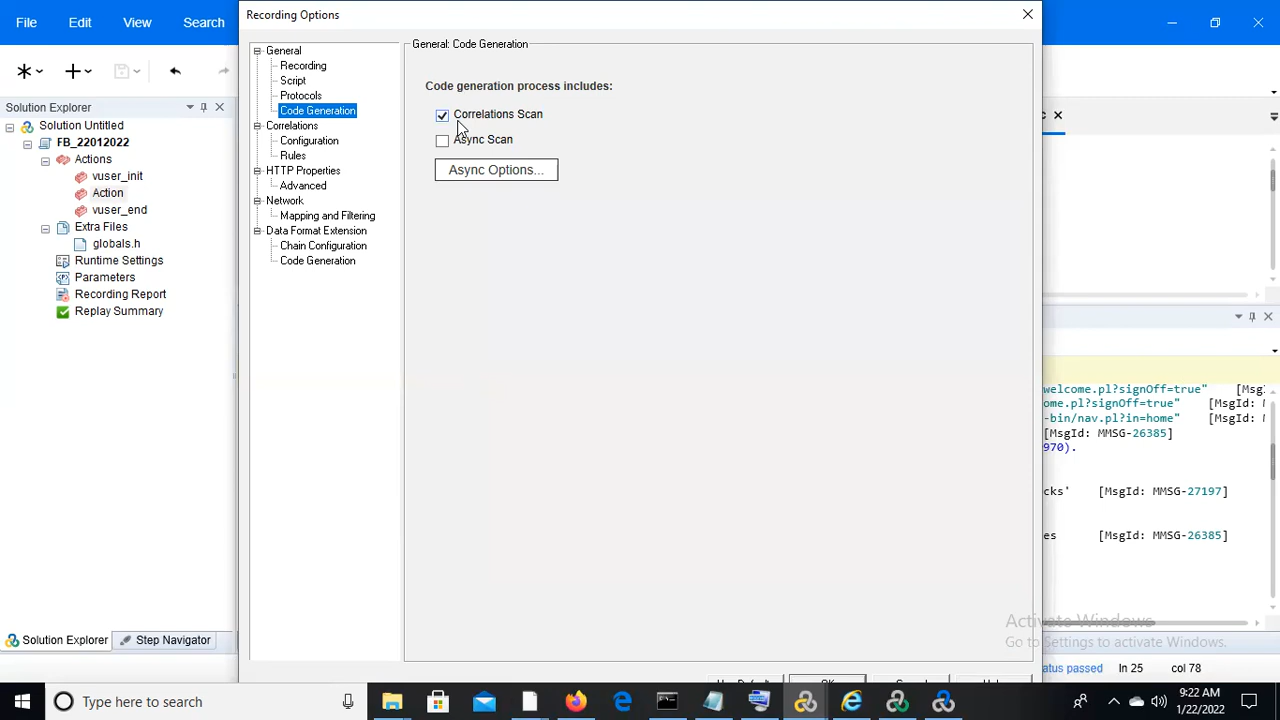 File Edit View Search
Recording Options
Solution Explorer
Solution Untitled
FB_22012022
Actions
vuser_init
Action
vuser_end
Extra Files
globals.h
Runtime Settings
Parameters
Recording Report
Replay Summary
Solution Explorer Step Navigator
General
Recording
Script
Protocols
Code Generation
Correlations
Configuration
Rules
HTTP Properties
Advanced
Network
Mapping and Filtering
Data Format Extension
Chain Configuration
Code Generation
General: Code Generation
Code generation process includes:
Correlations Scan
Async Scan
Async Options...
welcome.pl?signOff=true" [Msg
ome.pl?signOff=true" [MsgId: M
-bin/nav.pl?in=home" [MsgId: M
[MsgId: MMSG-26385]
970).
cks' [MsgId: MMSG-27197]
es [MsgId: MMSG-26385]
Activate Windows
Go to Settings to activate Windows.
atus passed ln 25 col 78
Type here to search
9:22 AM
1/22/2022